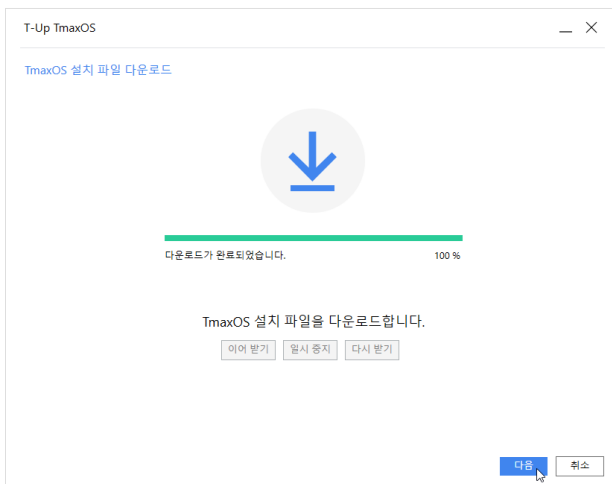 T-Up TmaxOS
TmaxOS 설치 파일 다운로드
다운로드가 완료되었습니다. 100 %
TmaxOS 설치 파일을 다운로드합니다.
이어 받기 일시 중지 다시 받기
다음 취소